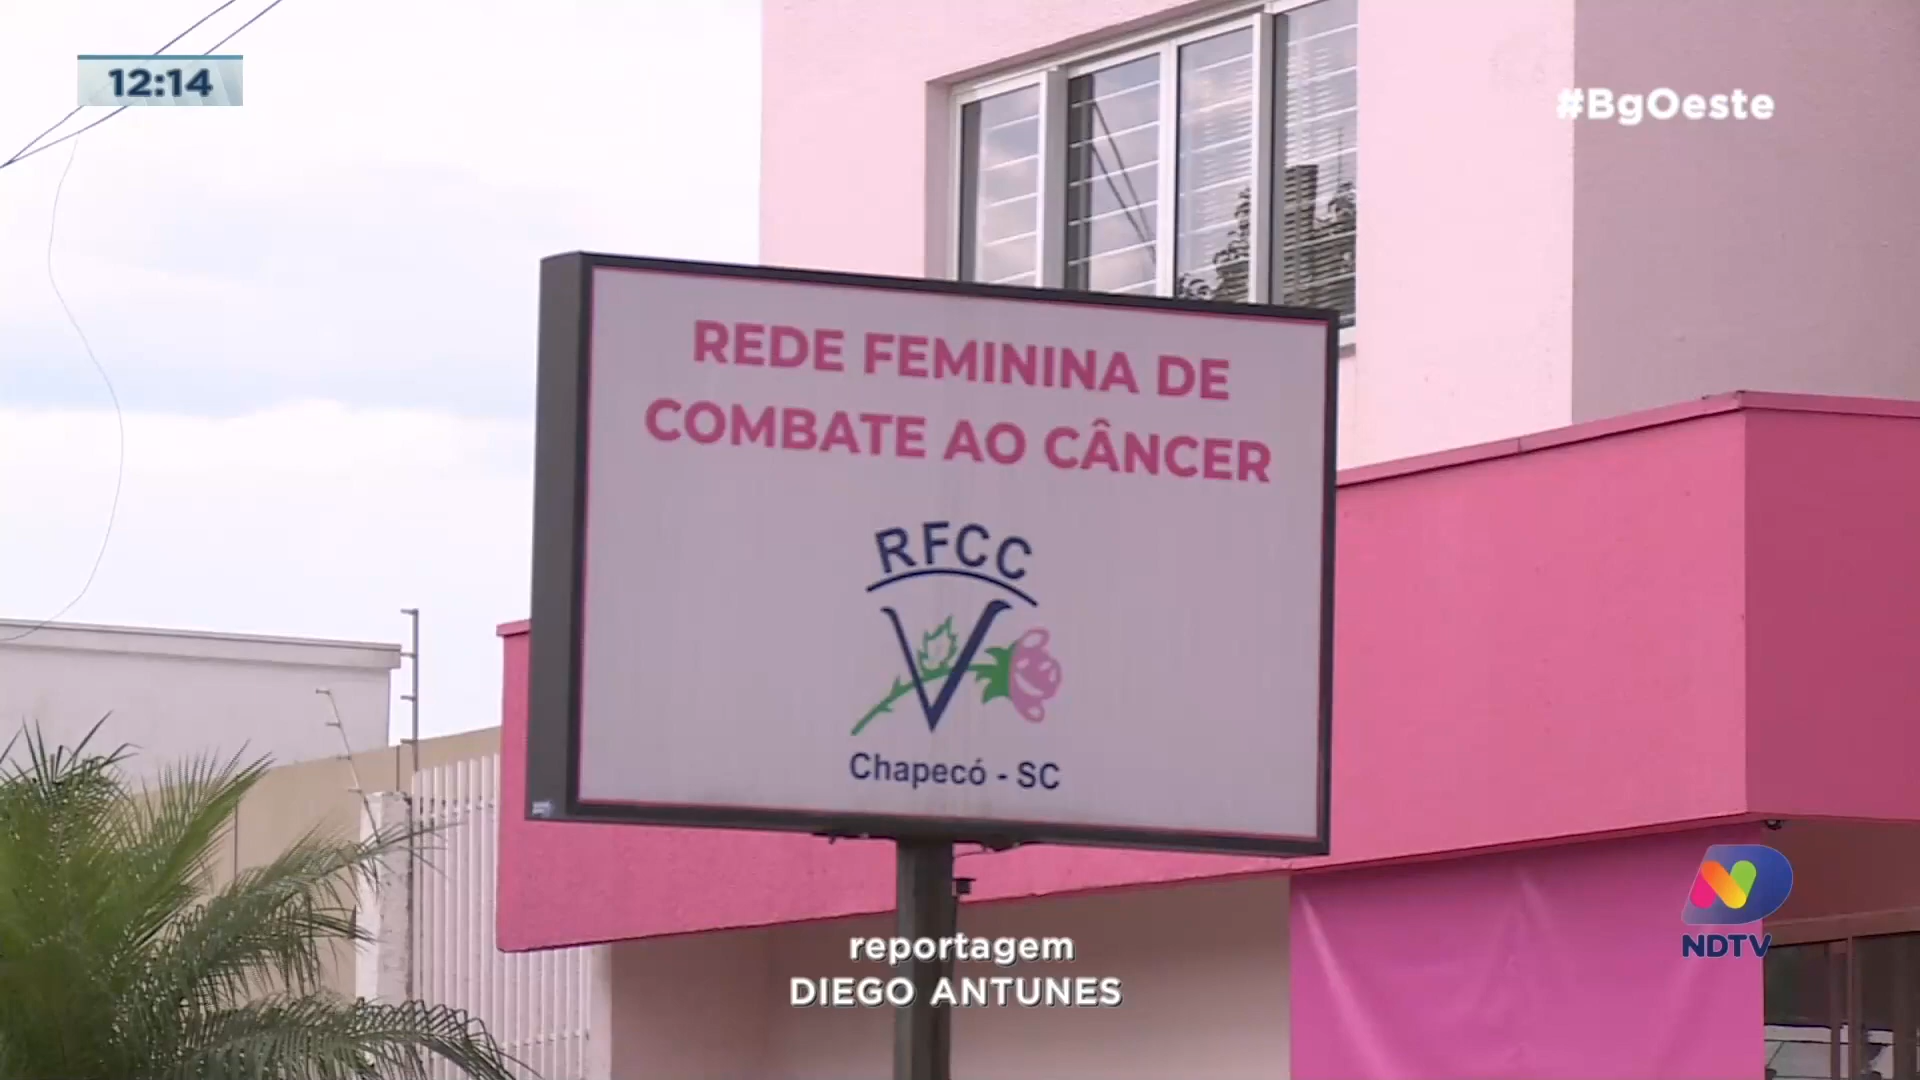 12:14
#BgOeste
REDE FEMININA DE
COMBATE AO CÂNCER
RFCC
Chapecó - SC
reportagem
DIEGO ANTUNES
NDTV